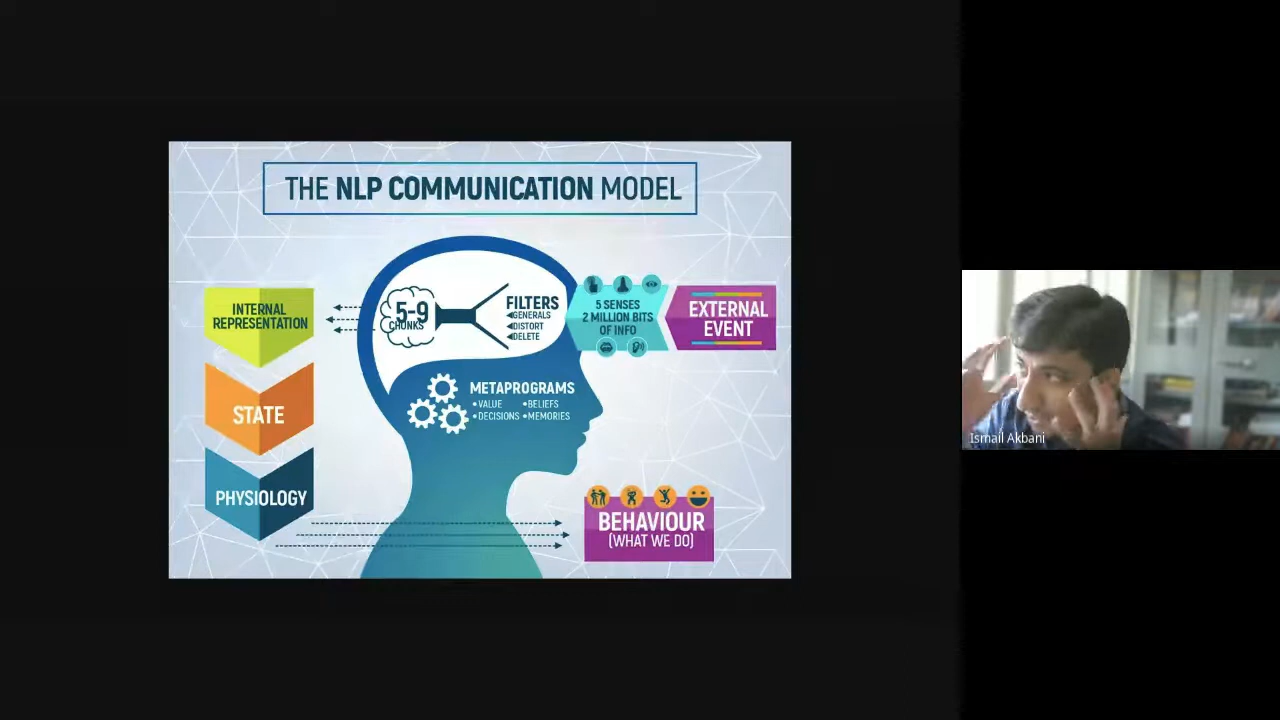 THE NLP COMMUNICATION MODEL
INTERNAL
REPRESENTATION
STATE
PHYSIOLOGY
5-9
CHUNKS
FILTERS
GENERALS
DISTORT
DELETE
5 SENSES
2 MILLION BITS
OF INFO
EXTERNAL
EVENT
METAPROGRAMS
• VALUE • BELIEFS
• DECISIONS • MEMORIES
BEHAVIOUR
(WHAT WE DO)
Ismail Akbani